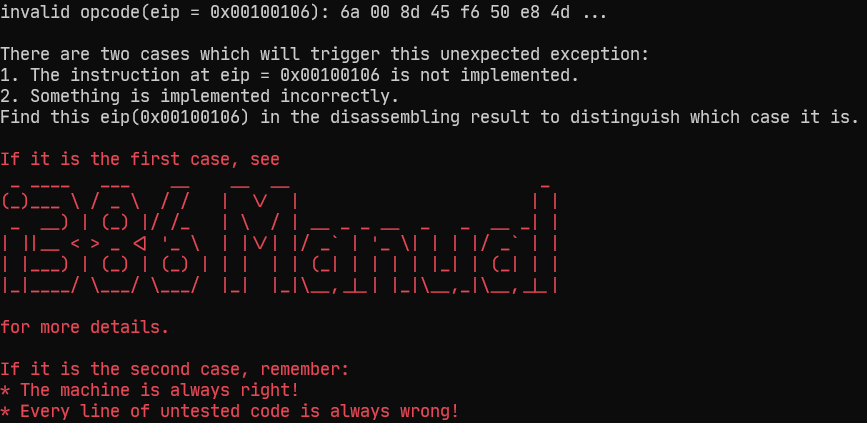 invalid opcode(eip = 0x00100106): 6a 00 8d 45 f6 50 e8 4d ...
There are two cases which will trigger this unexpected exception:
1. The instruction at eip = 0x00100106 is not implemented.
2. Something is implemented incorrectly.
Find this eip(0x00100106) in the disassembling result to distinguish which case it is.
If it is the first case, see
i386 Manual
for more details.
If it is the second case, remember:
* The machine is always right!
* Every line of untested code is always wrong!